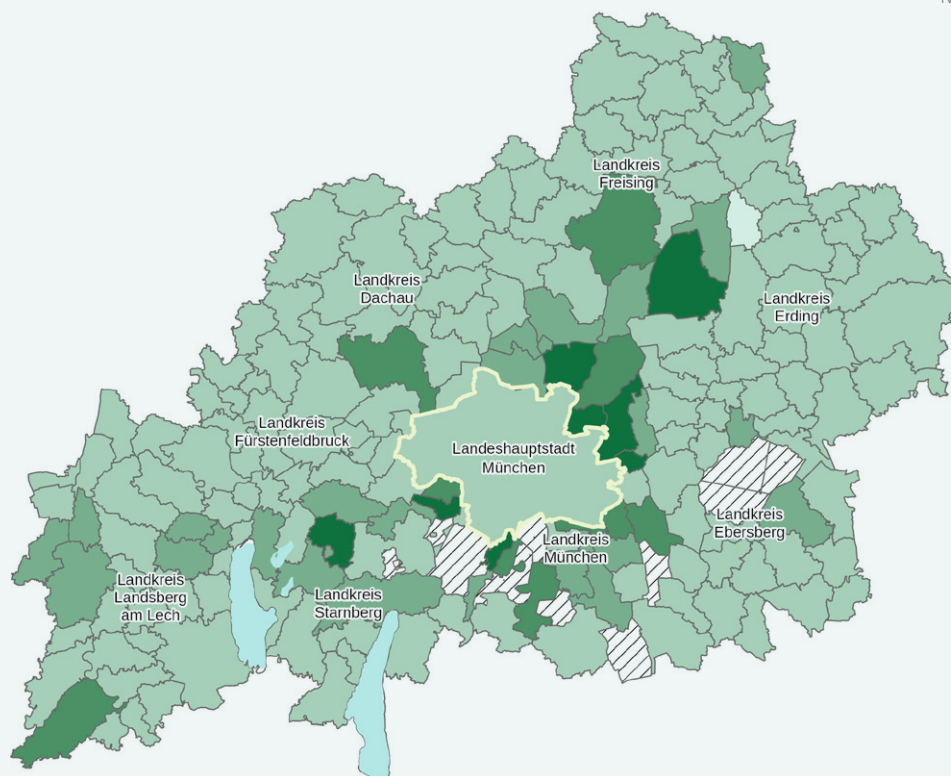 Landkreis
Freising
Landkreis
Dachau
Landkreis
Erding
Landkreis
Fürstenfeldbruck
Landeshauptstadt
München
Landkreis
Ebersberg
Landkreis
München
Landkreis
Landsberg
am Lech
Landkreis
Starnberg